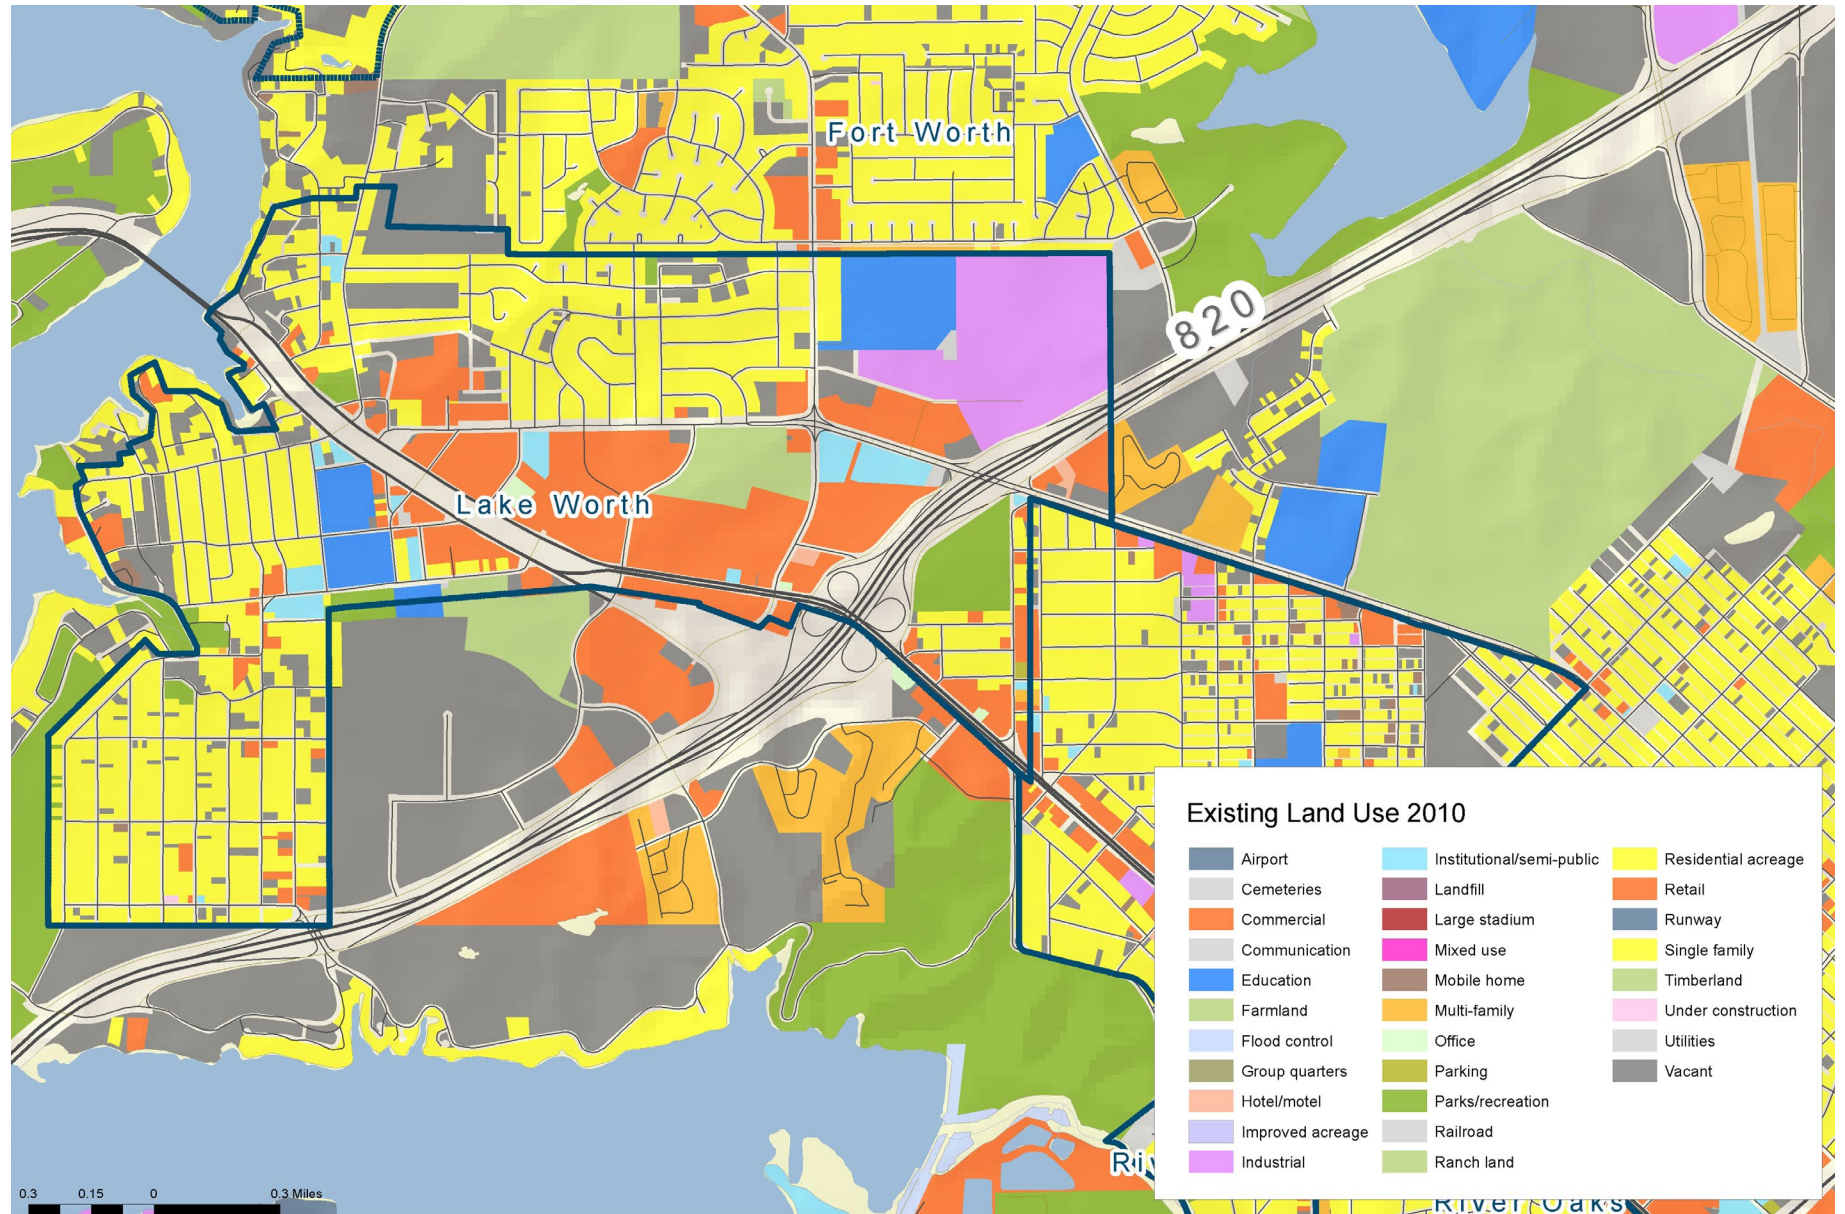 Fort Worth
820
Lake Worth
Existing Land Use 2010
Airport
Cemeteries
Commercial
Communication
Education
Farmland
Flood control
Group quarters
Hotel/motel
Improved acreage
Industrial
Institutional/semi-public
Landfill
Large stadium
Mixed use
Mobile home
Multi-family
Office
Parking
Parks/recreation
Railroad
Ranch land
Residential acreage
Retail
Runway
Single family
Timberland
Under construction
Utilities
Vacant
Riv
River Oaks
0.3 0.15 0 0.3 Miles